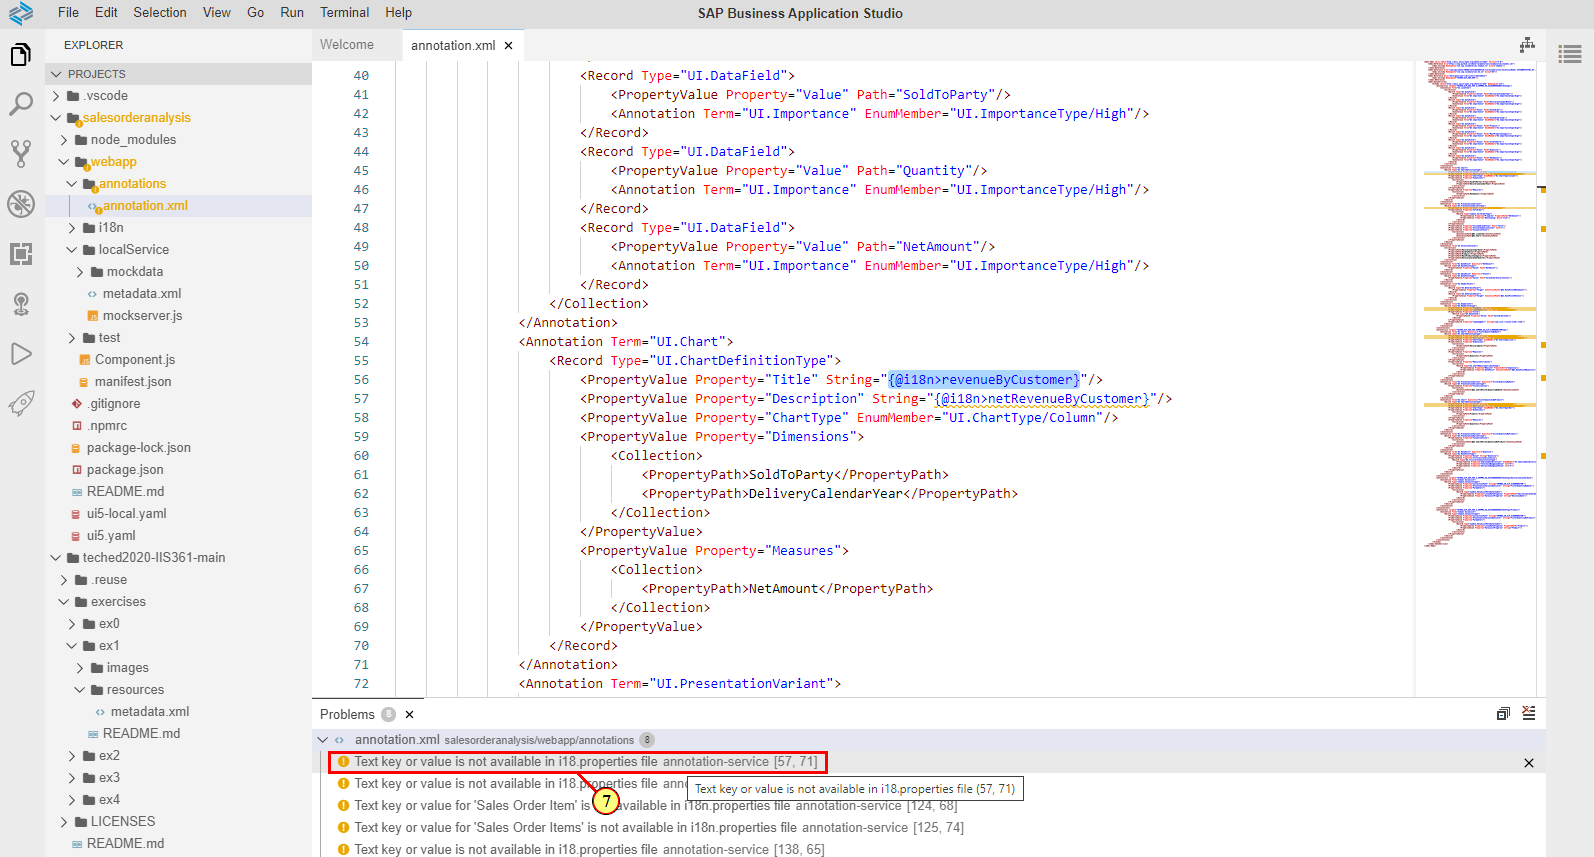 File Edit Selection View Go Run Terminal Help
SAP Business Application Studio
EXPLORER
PROJECTS
.vscode
salesorderanalysis
node_modules
webapp
annotations
annotation.xml
i18n
localService
mockdata
metadata.xml
mockserver.js
test
Component.js
manifest.json
.gitignore
.npmrc
package-lock.json
package.json
README.md
ui5-local.yaml
ui5.yaml
teched2020-IIS361-main
.reuse
exercises
ex0
ex1
images
resources
metadata.xml
README.md
ex2
ex3
ex4
LICENSES
README.md
Welcome
annotation.xml
40 <Record Type="UI.DataField">
41 <PropertyValue Property="Value" Path="SoldToParty"/>
42 <Annotation Term="UI.Importance" EnumMember="UI.ImportanceType/High"/>
43 </Record>
44 <Record Type="UI.DataField">
45 <PropertyValue Property="Value" Path="Quantity"/>
46 <Annotation Term="UI.Importance" EnumMember="UI.ImportanceType/High"/>
47 </Record>
48 <Record Type="UI.DataField">
49 <PropertyValue Property="Value" Path="NetAmount"/>
50 <Annotation Term="UI.Importance" EnumMember="UI.ImportanceType/High"/>
51 </Record>
52 </Collection>
53 </Annotation>
54 <Annotation Term="UI.Chart">
55 <Record Type="UI.ChartDefinitionType">
56 <PropertyValue Property="Title" String="{@i18n>revenueByCustomer}"/>
57 <PropertyValue Property="Description" String="{@i18n>netRevenueByCustomer}"/>
58 <PropertyValue Property="ChartType" EnumMember="UI.ChartType/Column"/>
59 <PropertyValue Property="Dimensions">
60 <Collection>
61 <PropertyPath>SoldToParty</PropertyPath>
62 <PropertyPath>DeliveryCalendarYear</PropertyPath>
63 </Collection>
64 </PropertyValue>
65 <PropertyValue Property="Measures">
66 <Collection>
67 <PropertyPath>NetAmount</PropertyPath>
68 </Collection>
69 </PropertyValue>
70 </Record>
71 </Annotation>
72 <Annotation Term="UI.PresentationVariant">
Problems 8
annotation.xml salesorderanalysis/webapp/annotations 8
Text key or value is not available in i18.properties file annotation-service [57, 71]
Text key or value is not available in i18.properties file
Text key or value is not available in i18.properties file (57, 71)
7
Text key or value for 'Sales Order Item' is available in i18n.properties file annotation-service [124, 68]
Text key or value for 'Sales Order Items' is not available in i18n.properties file annotation-service [125, 74]
Text key or value is not available in i18.properties file annotation-service [138, 65]